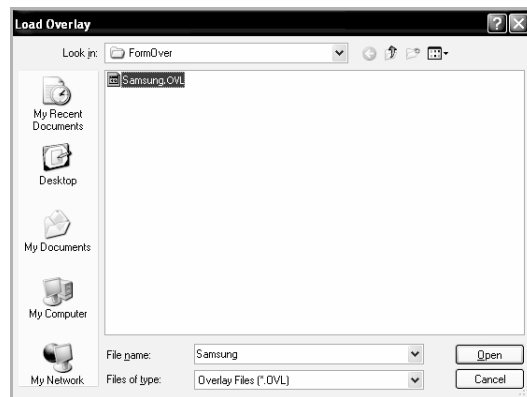 Load Overlay
Look in: FormOver
Samsung.OVL
My Recent
Documents
Desktop
My Documents
My Computer
My Network
File name: Samsung Open
Files of type: Overlay Files (*.OVL) Cancel